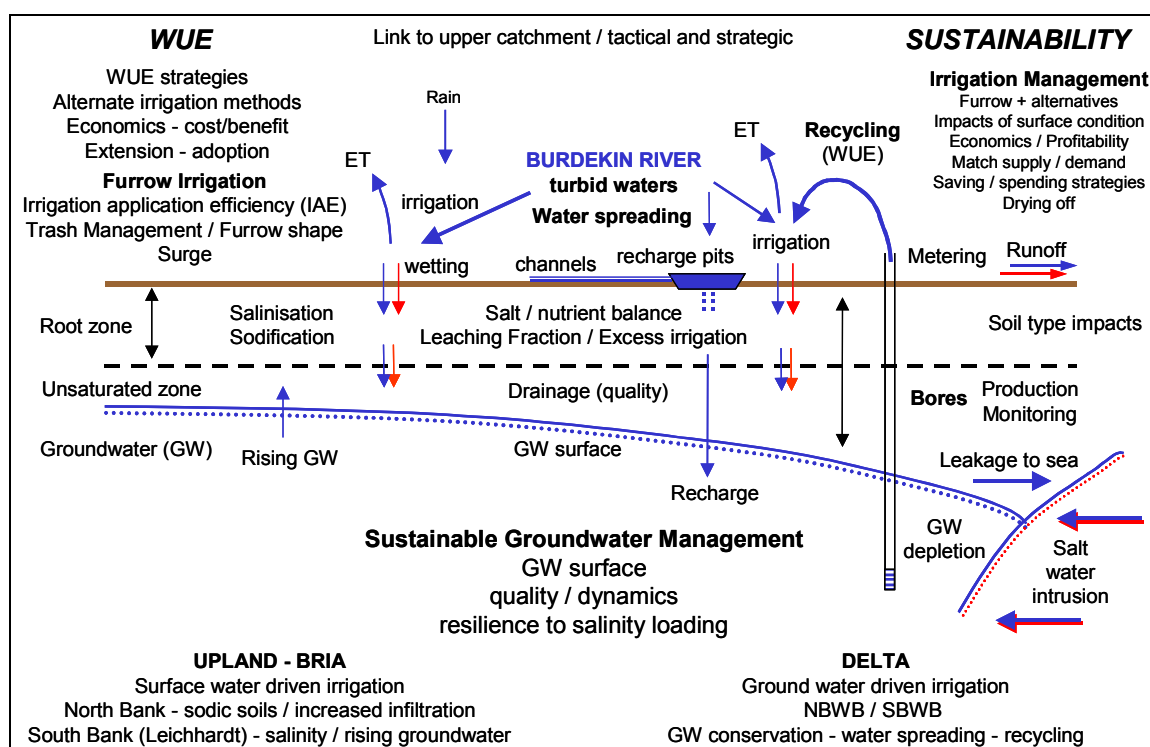 WUE
Link to upper catchment / tactical and strategic
SUSTAINABILITY
WUE strategies
Alternate irrigation methods
Economics - cost/benefit
Extension - adoption
Furrow Irrigation
Irrigation application efficiency (IAE)
Trash Management / Furrow shape
Surge
Irrigation Management
Furrow + alternatives
Impacts of surface condition
Economics / Profitability
Match supply / demand
Saving / spending strategies
Drying off
Rain
ET
irrigation
wetting
BURDEKIN RIVER
turbid waters
Water spreading
channels
recharge pits
ET
irrigation
Recycling
(WUE)
Metering
Runoff
Root zone
Salinisation
Sodification
Salt / nutrient balance
Leaching Fraction / Excess irrigation
Soil type impacts
Unsaturated zone
Drainage (quality)
Bores
Production
Monitoring
Groundwater (GW)
Rising GW
GW surface
Recharge
Leakage to sea
GW
depletion
Salt
water
intrusion
Sustainable Groundwater Management
GW surface
quality / dynamics
resilience to salinity loading
UPLAND - BRIA
Surface water driven irrigation
North Bank - sodic soils / increased infiltration
South Bank (Leichhardt) - salinity / rising groundwater
DELTA
Ground water driven irrigation
NBWB / SBWB
GW conservation - water spreading - recycling